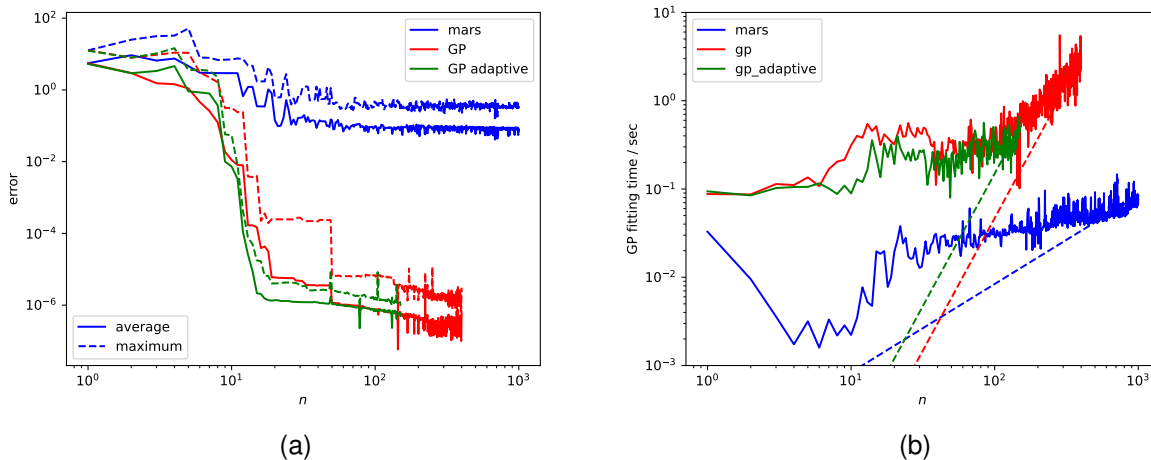 mars
GP
GP adaptive
average
maximum
error
10^2
10^0
10^−2
10^−4
10^−6
10^0
10^1
10^2
10^3
n
(a)
mars
gp
gp_adaptive
GP fitting time / sec
10^1
10^0
10^−1
10^−2
10^−3
10^0
10^1
10^2
10^3
n
(b)